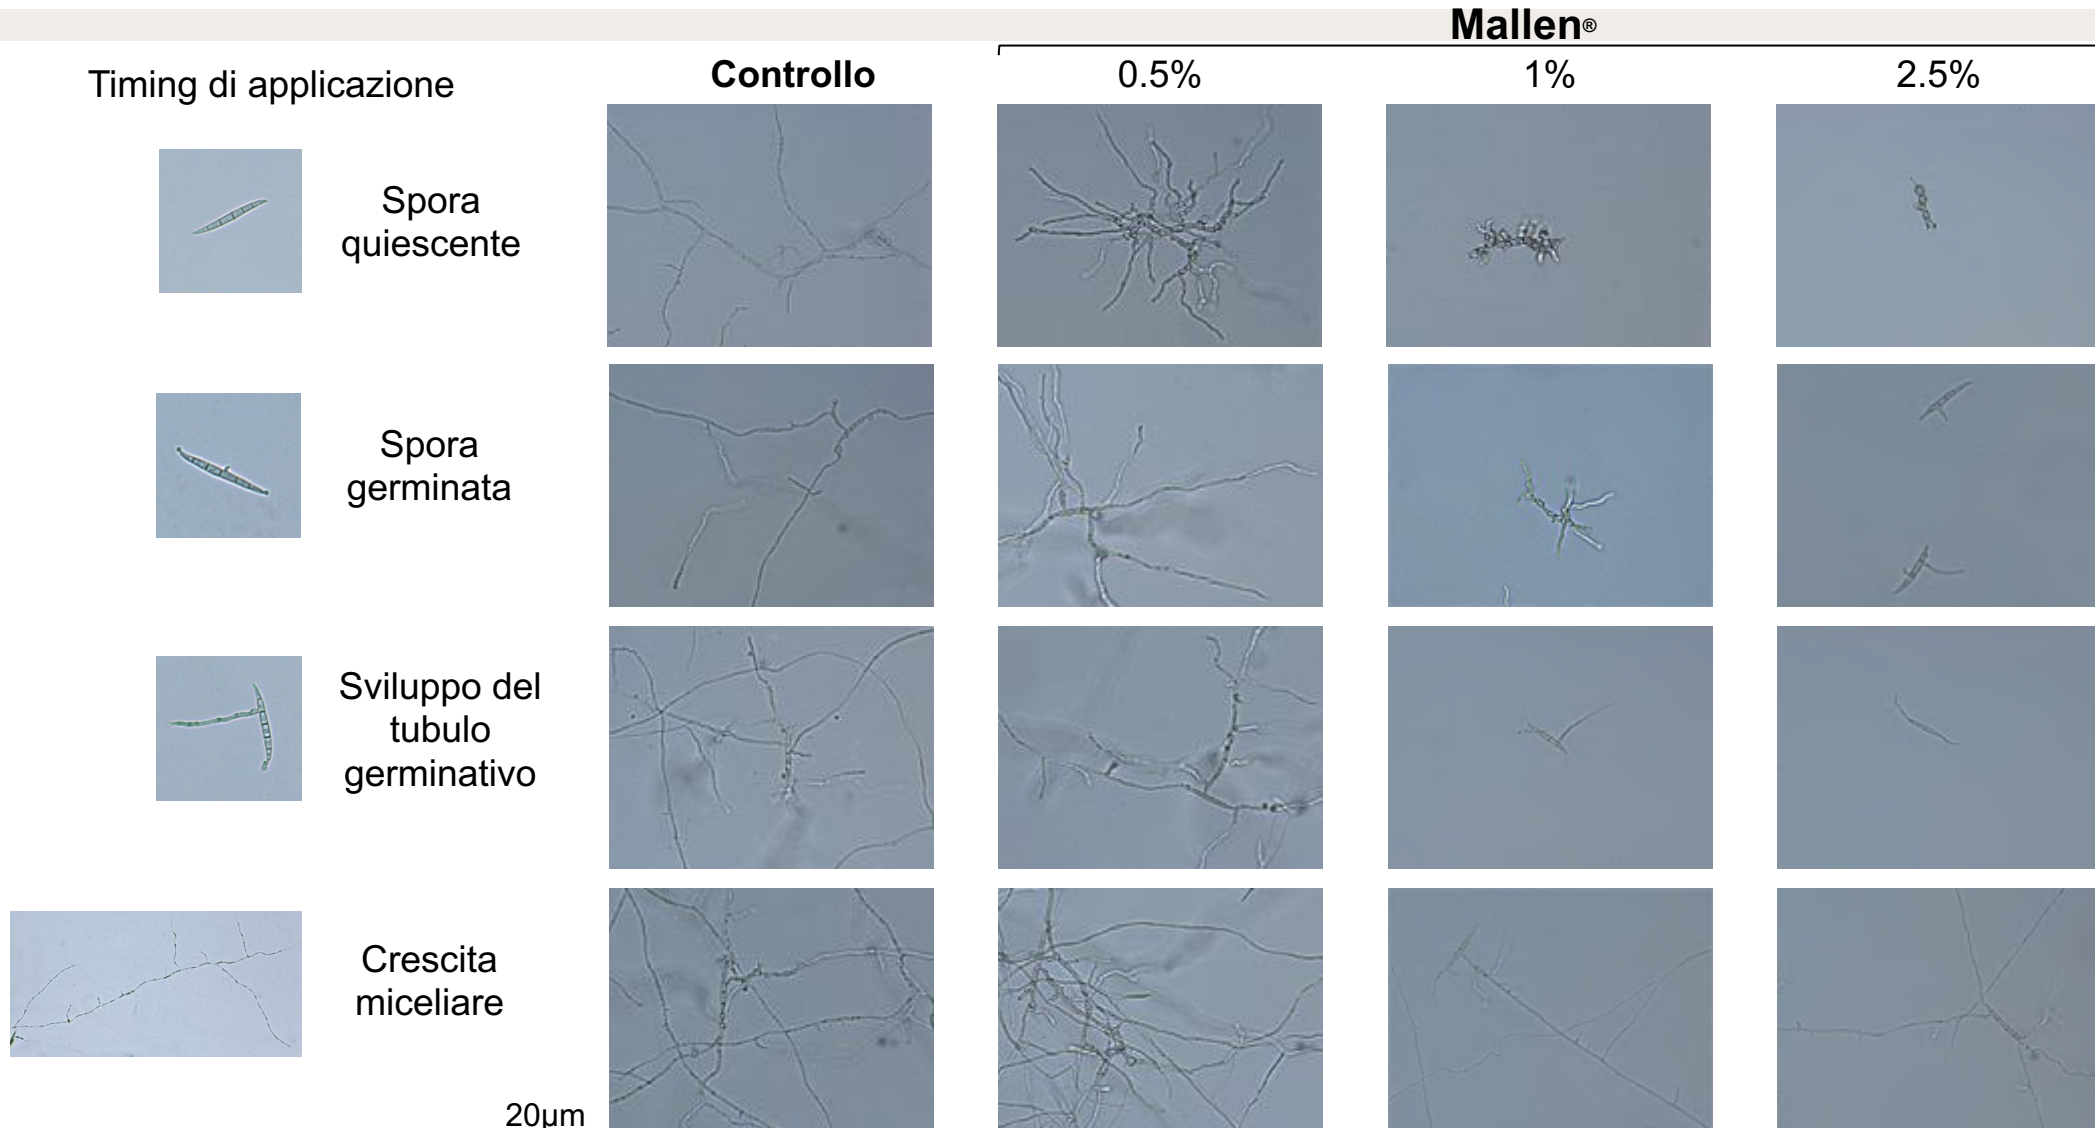 Mallen®
Timing di applicazione
Controllo
0.5%
1%
2.5%
Spora
quiescente
Spora
germinata
Sviluppo del
tubulo
germinativo
Crescita
miceliare
20µm